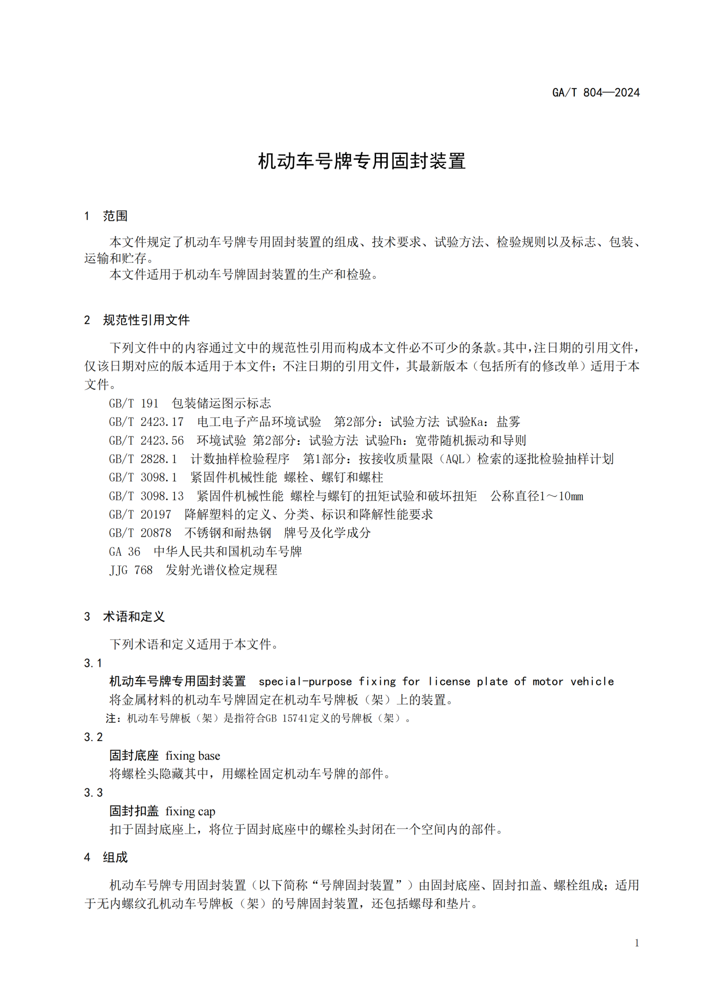 GA/T 804—2024
机动车号牌专用固封装置
1 范围
本文件规定了机动车号牌专用固封装置的组成、技术要求、试验方法、检验规则以及标志、包装、
运输和贮存。
本文件适用于机动车号牌固封装置的生产和检验。
2 规范性引用文件
下列文件中的内容通过文中的规范性引用而构成本文件必不可少的条款。其中,注日期的引用文件,
仅该日期对应的版本适用于本文件；不注日期的引用文件，其最新版本（包括所有的修改单）适用于本
文件。
GB/T 191 包装储运图示标志
GB/T 2423.17 电工电子产品环境试验 第2部分：试验方法 试验Ka：盐雾
GB/T 2423.56 环境试验 第2部分：试验方法 试验Fh：宽带随机振动和导则
GB/T 2828.1 计数抽样检验程序 第1部分：按接收质量限（AQL）检索的逐批检验抽样计划
GB/T 3098.1 紧固件机械性能 螺栓、螺钉和螺柱
GB/T 3098.13 紧固件机械性能 螺栓与螺钉的扭矩试验和破坏扭矩 公称直径1～10mm
GB/T 20197 降解塑料的定义、分类、标识和降解性能要求
GB/T 20878 不锈钢和耐热钢 牌号及化学成分
GA 36 中华人民共和国机动车号牌
JJG 768 发射光谱仪检定规程
3 术语和定义
下列术语和定义适用于本文件。
3.1
机动车号牌专用固封装置 special-purpose fixing for license plate of motor vehicle
将金属材料的机动车号牌固定在机动车号牌板（架）上的装置。
注：机动车号牌板（架）是指符合GB 15741定义的号牌板（架）。
3.2
固封底座 fixing base
将螺栓头隐藏其中，用螺栓固定机动车号牌的部件。
3.3
固封扣盖 fixing cap
扣于固封底座上，将位于固封底座中的螺栓头封闭在一个空间内的部件。
4 组成
机动车号牌专用固封装置（以下简称“号牌固封装置”）由固封底座、固封扣盖、螺栓组成；适用
于无内螺纹孔机动车号牌板（架）的号牌固封装置，还包括螺母和垫片。
1